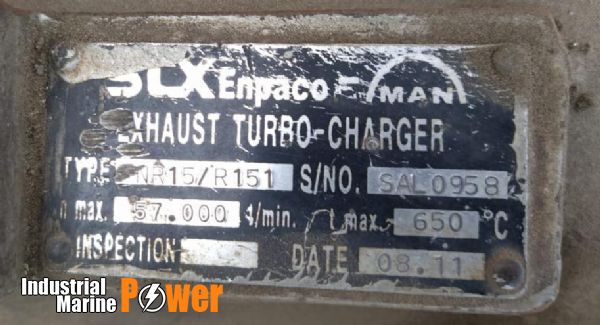 STX Enpaco MAN
EXHAUST TURBO-CHARGER
TYPE NR15/R151 S/NO. SAL0958
n max. 57.000 1/min. t max. 650 °C
INSPECTION DATE 08.11
Industrial
Marine Power